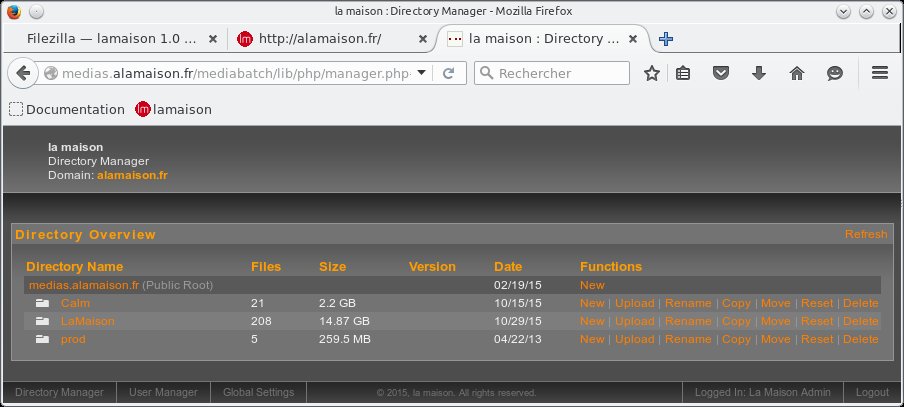 la maison : Directory Manager - Mozilla Firefox
Filezilla — lamaison 1.0 ... http://alamaison.fr/ la maison : Directory ...
medias.alamaison.fr/mediabatch/lib/php/manager.php Rechercher
Documentation lm lamaison
la maison
Directory Manager
Domain: alamaison.fr
Directory Overview Refresh
Directory Name Files Size Version Date Functions
medias.alamaison.fr (Public Root) 02/19/15 New
Calm 21 2.2 GB 10/15/15 New | Upload | Rename | Copy | Move | Reset | Delete
LaMaison 208 14.87 GB 10/29/15 New | Upload | Rename | Copy | Move | Reset | Delete
prod 5 259.5 MB 04/22/13 New | Upload | Rename | Copy | Move | Reset | Delete
Directory Manager User Manager Global Settings © 2015, la maison. All rights reserved. Logged In: La Maison Admin Logout